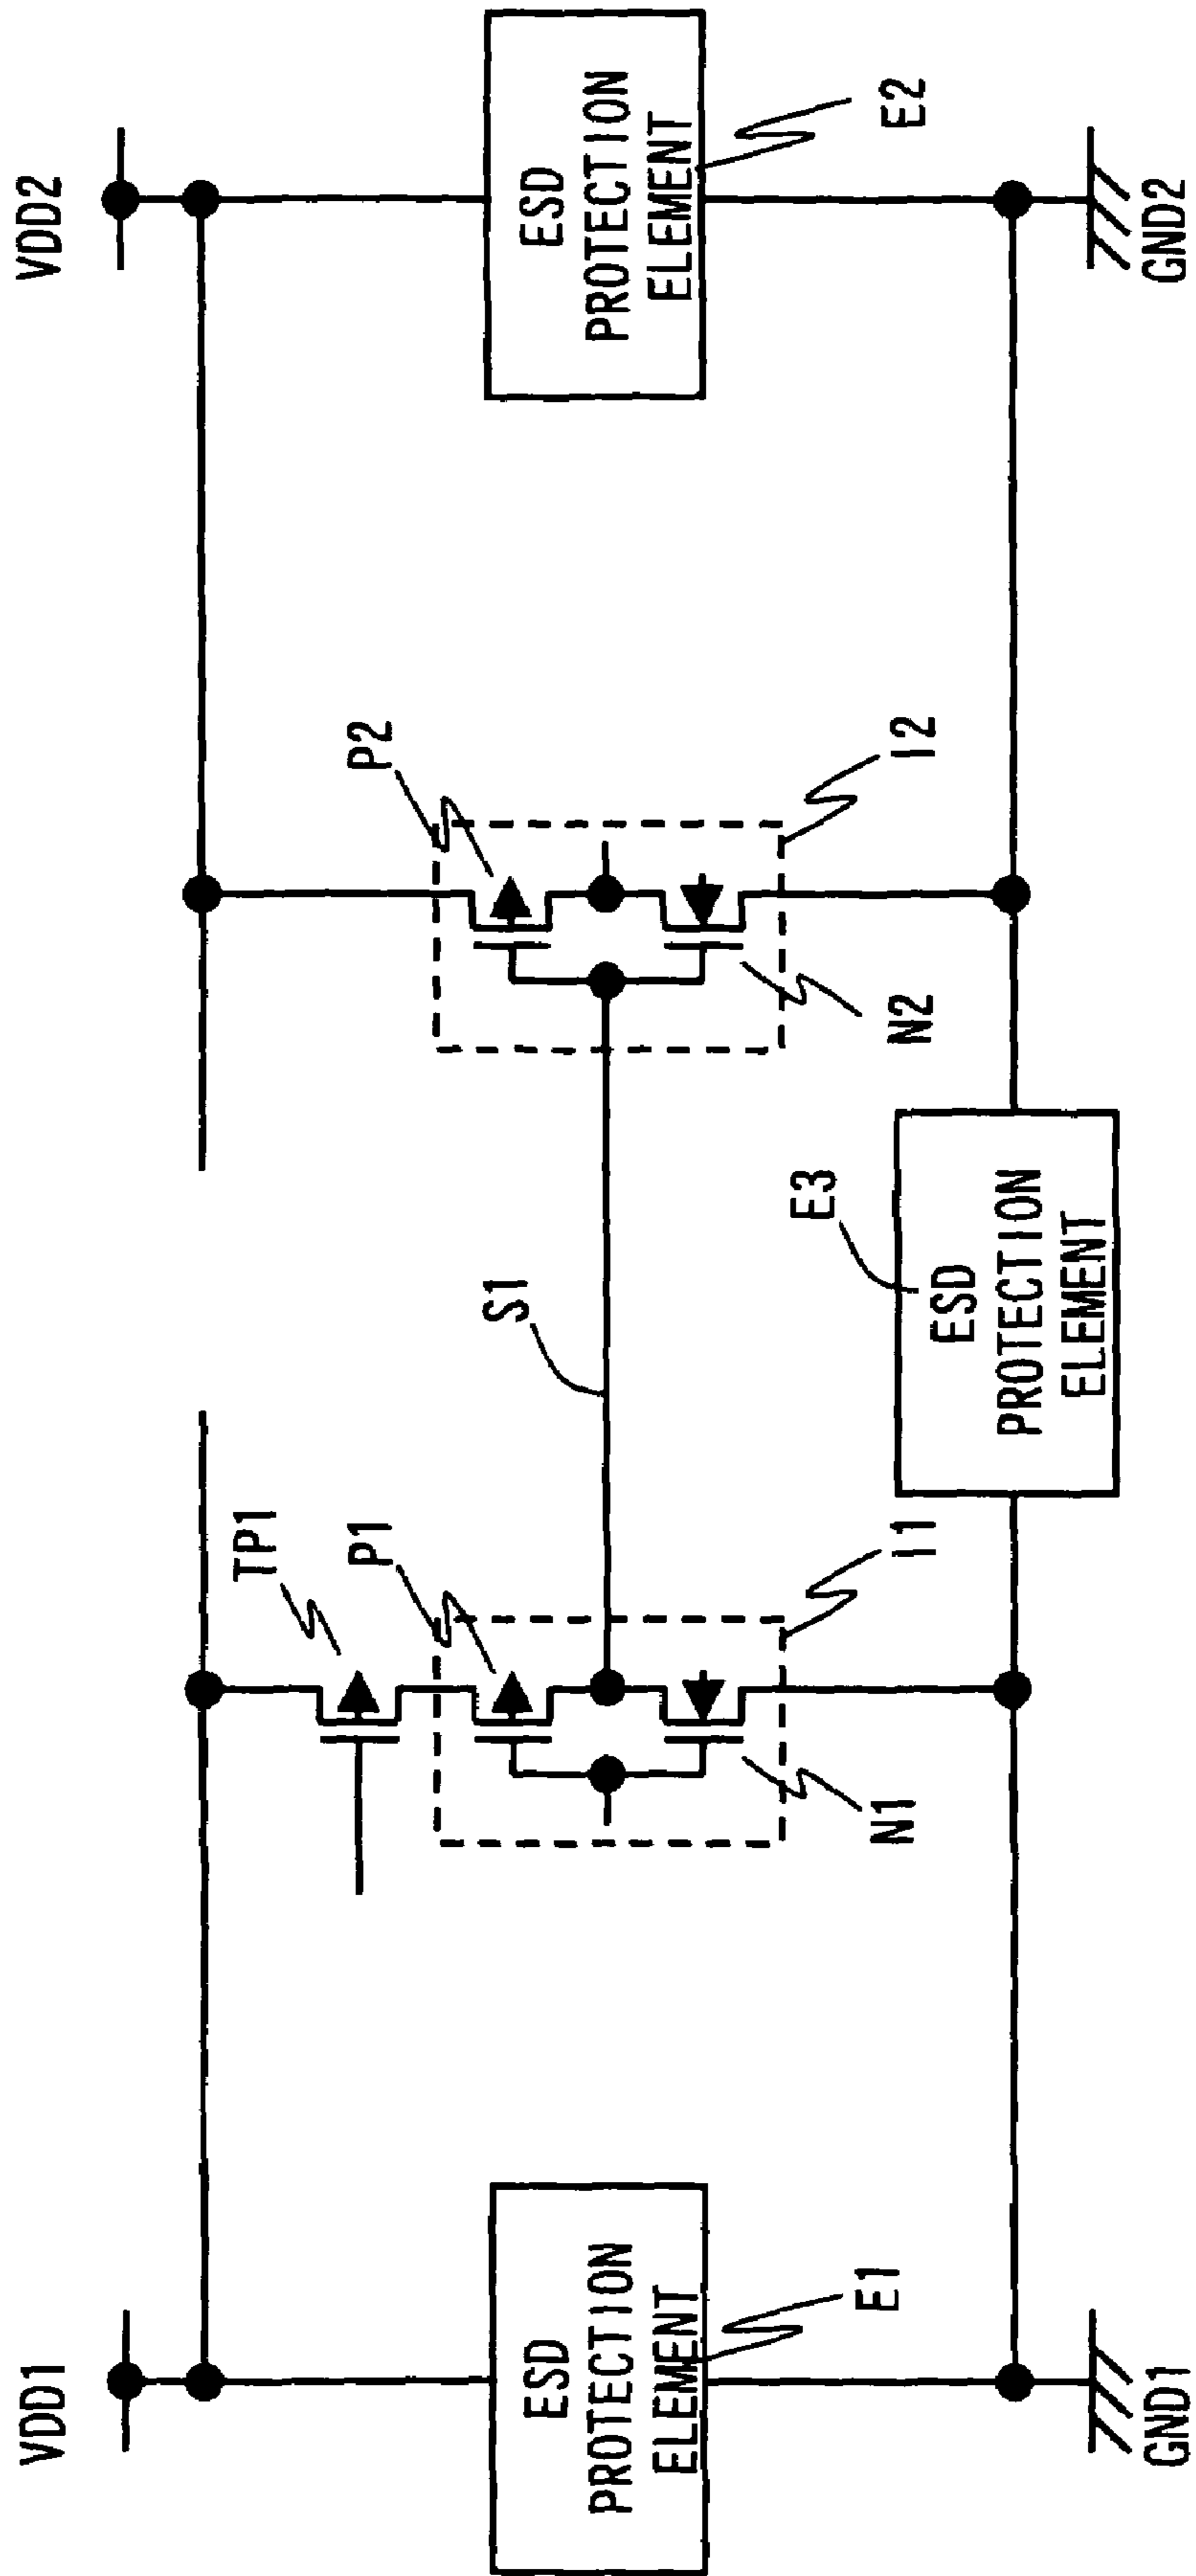 VDD1
VDD2
TP1
P1
P2
S1
ESD
PROTECTION
ELEMENT
E1
N1
I1
E3
ESD
PROTECTION
ELEMENT
N2
I2
ESD
PROTECTION
ELEMENT
E2
GND1
GND2